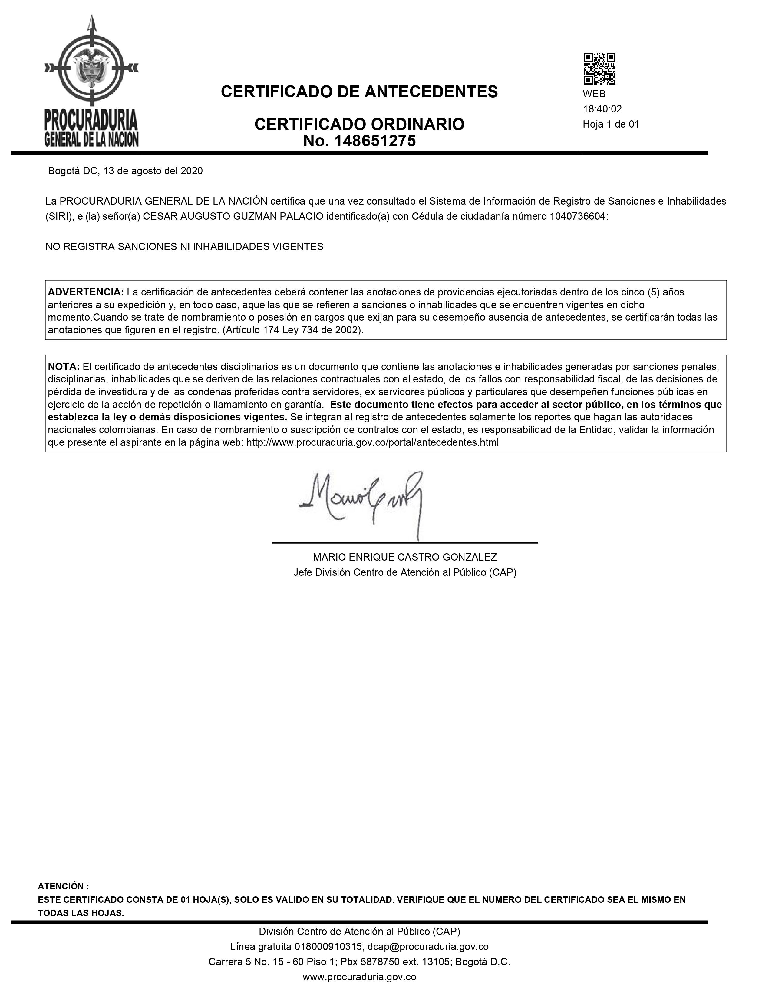 PROCURADURIA
GENERAL DE LA NACION
CERTIFICADO DE ANTECEDENTES
CERTIFICADO ORDINARIO
No. 148651275
WEB
18:40:02
Hoja 1 de 01
Bogotá DC, 13 de agosto del 2020
La PROCURADURIA GENERAL DE LA NACIÓN certifica que una vez consultado el Sistema de Información de Registro de Sanciones e Inhabilidades
(SIRI), el(la) señor(a) CESAR AUGUSTO GUZMAN PALACIO identificado(a) con Cédula de ciudadanía número 1040736604:
NO REGISTRA SANCIONES NI INHABILIDADES VIGENTES
ADVERTENCIA: La certificación de antecedentes deberá contener las anotaciones de providencias ejecutoriadas dentro de los cinco (5) años
anteriores a su expedición y, en todo caso, aquellas que se refieren a sanciones o inhabilidades que se encuentren vigentes en dicho
momento.Cuando se trate de nombramiento o posesión en cargos que exijan para su desempeño ausencia de antecedentes, se certificarán todas las
anotaciones que figuren en el registro. (Artículo 174 Ley 734 de 2002).
NOTA: El certificado de antecedentes disciplinarios es un documento que contiene las anotaciones e inhabilidades generadas por sanciones penales,
disciplinarias, inhabilidades que se deriven de las relaciones contractuales con el estado, de los fallos con responsabilidad fiscal, de las decisiones de
pérdida de investidura y de las condenas proferidas contra servidores, ex servidores públicos y particulares que desempeñen funciones públicas en
ejercicio de la acción de repetición o llamamiento en garantía.  Este documento tiene efectos para acceder al sector público, en los términos que
establezca la ley o demás disposiciones vigentes. Se integran al registro de antecedentes solamente los reportes que hagan las autoridades
nacionales colombianas. En caso de nombramiento o suscripción de contratos con el estado, es responsabilidad de la Entidad, validar la información
que presente el aspirante en la página web: http://www.procuraduria.gov.co/portal/antecedentes.html
MARIO ENRIQUE CASTRO GONZALEZ
Jefe División Centro de Atención al Público (CAP)
ATENCIÓN :
ESTE CERTIFICADO CONSTA DE 01 HOJA(S), SOLO ES VALIDO EN SU TOTALIDAD. VERIFIQUE QUE EL NUMERO DEL CERTIFICADO SEA EL MISMO EN
TODAS LAS HOJAS.
División Centro de Atención al Público (CAP)
Línea gratuita 018000910315; dcap@procuraduria.gov.co
Carrera 5 No. 15 - 60 Piso 1; Pbx 5878750 ext. 13105; Bogotá D.C.
www.procuraduria.gov.co